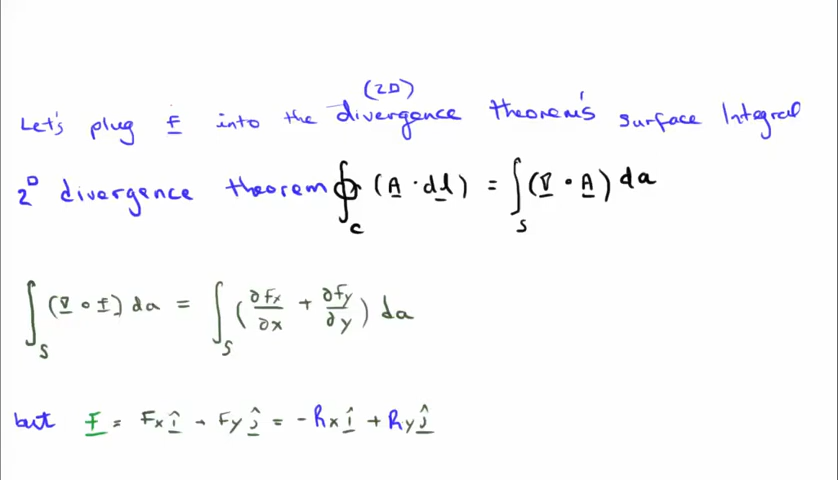 (2D)
Let's plug F into the divergence theorem's surface Integral
2D divergence theorem ∮_c (A · dl) = ∫_s (∇ · A) da
∫_s (∇ · f) da = ∫_s (∂fx/∂x + ∂fy/∂y) da
but F = Fx î - Fy ĵ = -Rx î + Ry ĵ